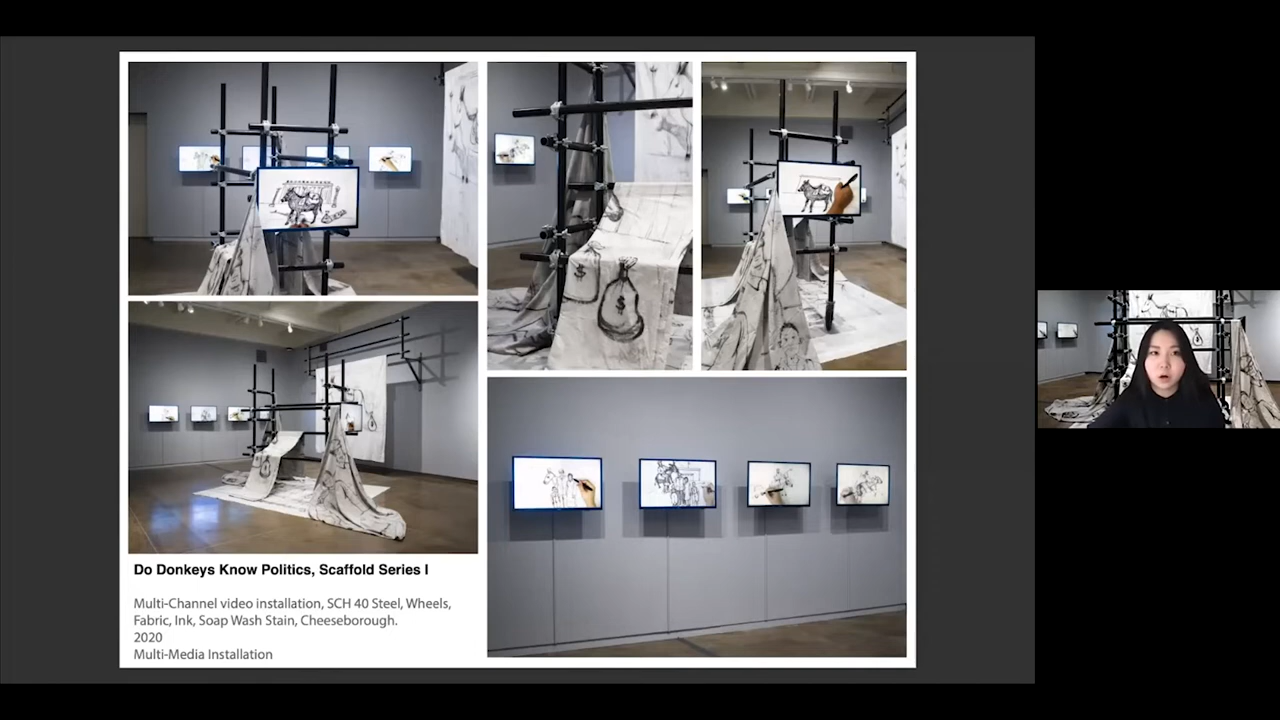 Do Donkeys Know Politics, Scaffold Series I
Multi-Channel video installation, SCH 40 Steel, Wheels,
Fabric, Ink, Soap Wash Stain, Cheeseborough.
2020
Multi-Media Installation
$
$